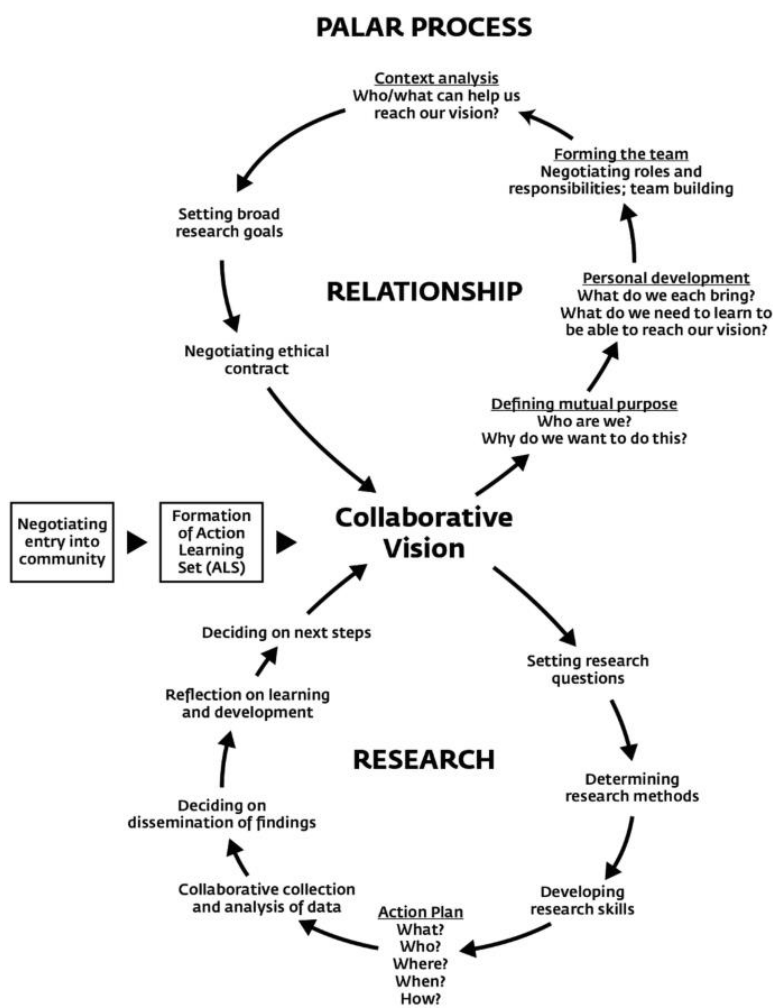 PALAR PROCESS
Context analysis
Who/what can help us
reach our vision?
Forming the team
Negotiating roles and
responsibilities; team building
Setting broad
research goals
RELATIONSHIP
Personal development
What do we each bring?
What do we need to learn to
be able to reach our vision?
Negotiating ethical
contract
Defining mutual purpose
Who are we?
Why do we want to do this?
Negotiating
entry into
community
Formation
of Action
Learning
Set (ALS)
Collaborative
Vision
Deciding on next steps
Setting research
questions
Reflection on learning
and development
RESEARCH
Determining
research methods
Deciding on
dissemination of findings
Collaborative collection
and analysis of data
Developing
research skills
Action Plan
What?
Who?
Where?
When?
How?